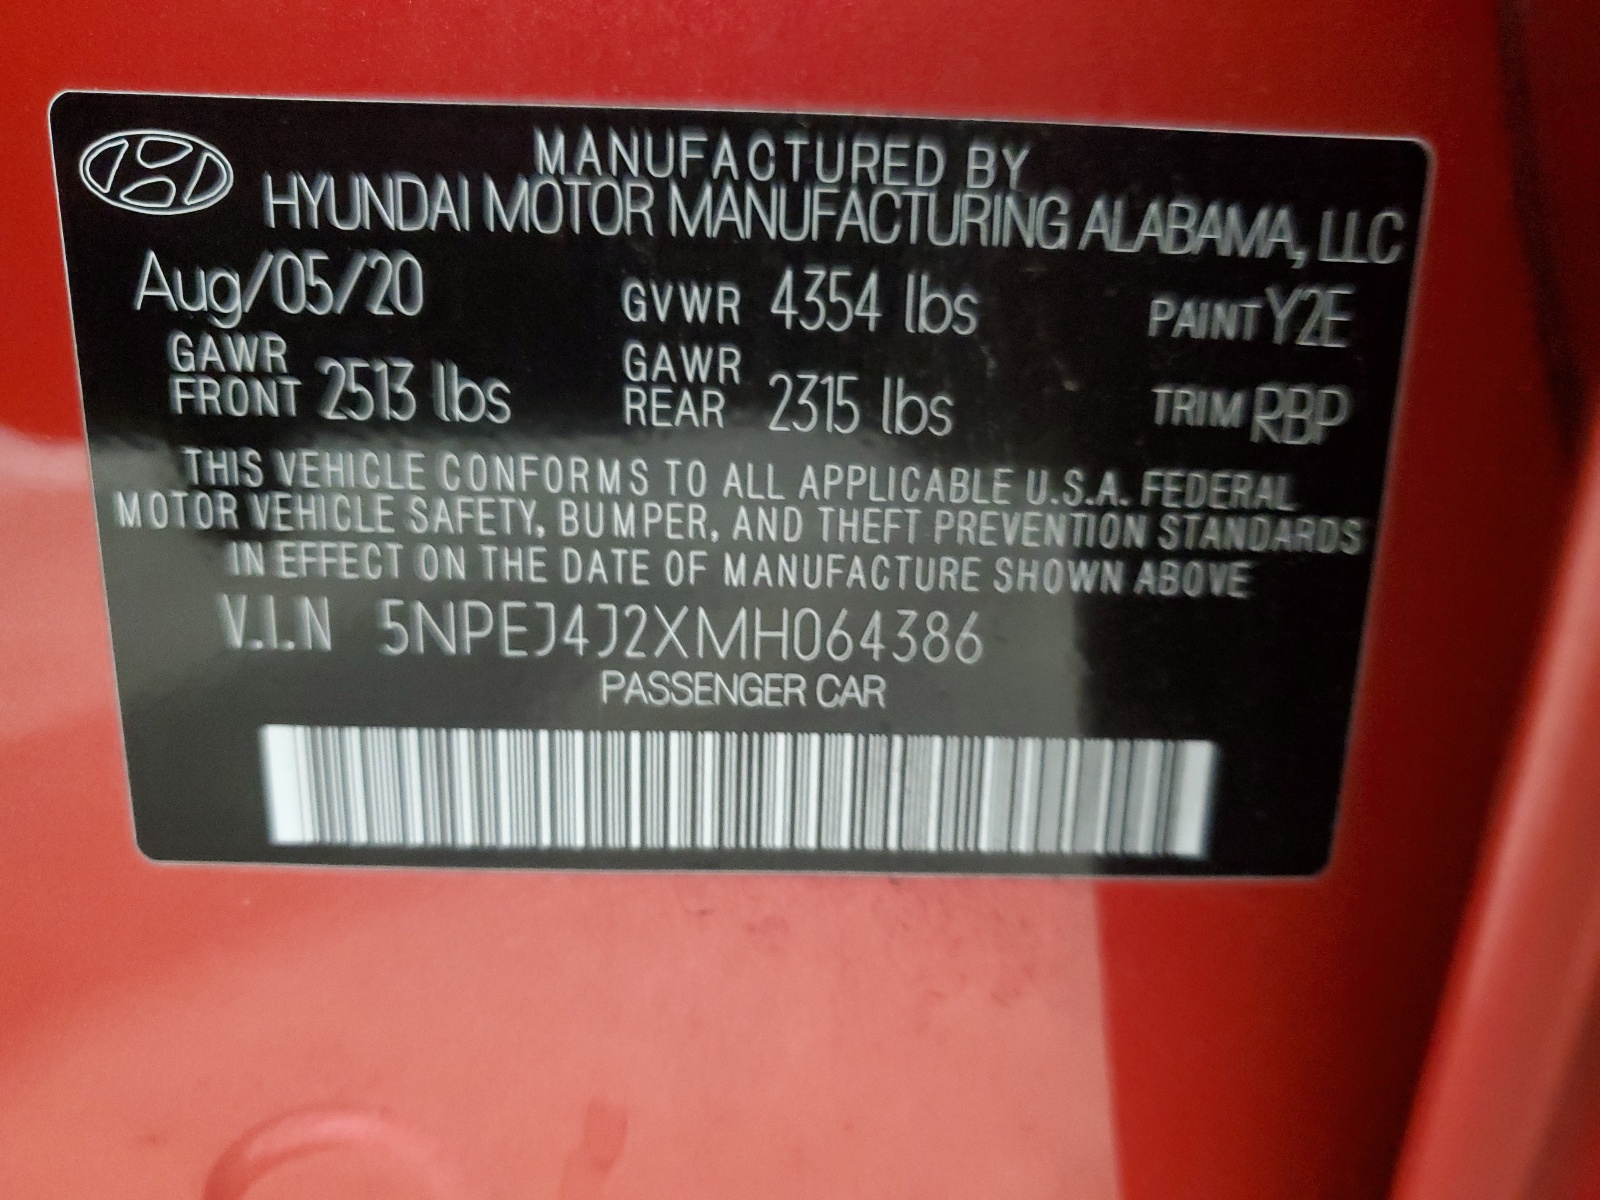 MANUFACTURED BY
HYUNDAI MOTOR MANUFACTURING ALABAMA, LLC
Aug/05/20 GVWR 4354 lbs PAINT Y2E
GAWR FRONT 2513 lbs GAWR REAR 2315 lbs TRIM RBP
THIS VEHICLE CONFORMS TO ALL APPLICABLE U.S.A. FEDERAL
MOTOR VEHICLE SAFETY, BUMPER, AND THEFT PREVENTION STANDARDS
IN EFFECT ON THE DATE OF MANUFACTURE SHOWN ABOVE
V.I.N 5NPEJ4J2XMH064386
PASSENGER CAR